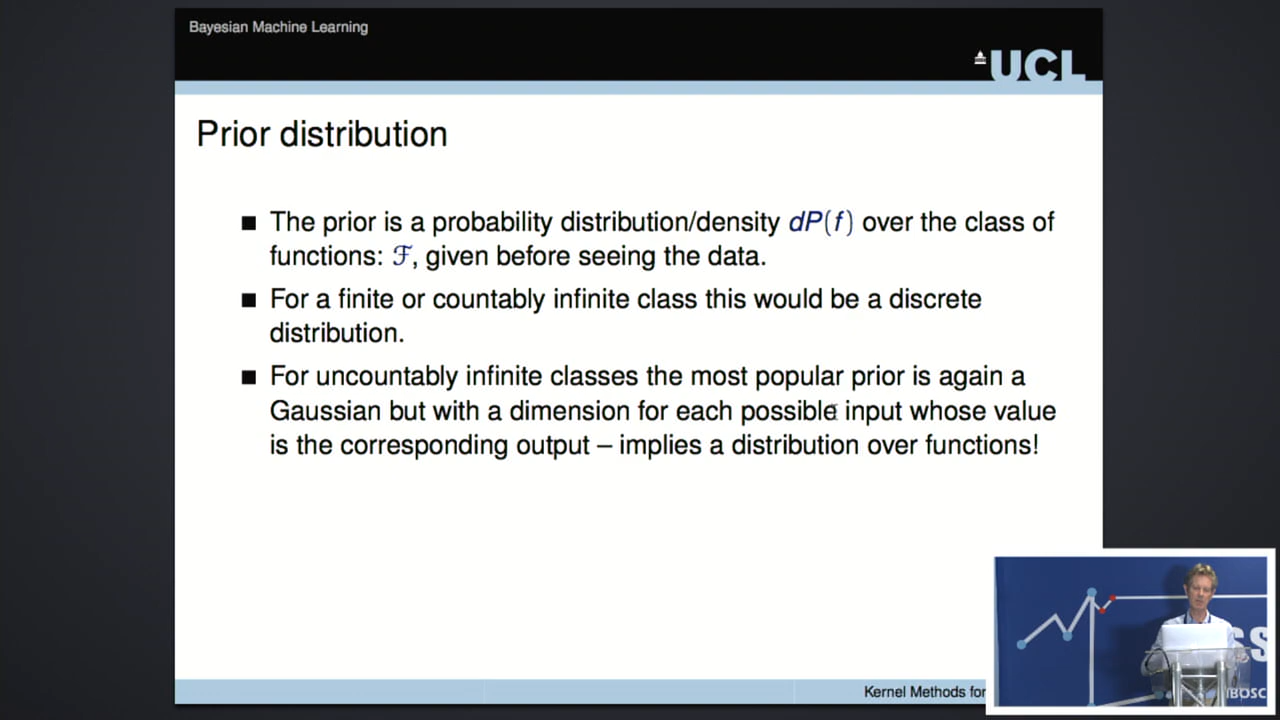 Bayesian Machine Learning
UCL
Prior distribution
The prior is a probability distribution/density dP(f) over the class of
functions: ℱ, given before seeing the data.
For a finite or countably infinite class this would be a discrete
distribution.
For uncountably infinite classes the most popular prior is again a
Gaussian but with a dimension for each possible input whose value
is the corresponding output – implies a distribution over functions!
Kernel Methods for